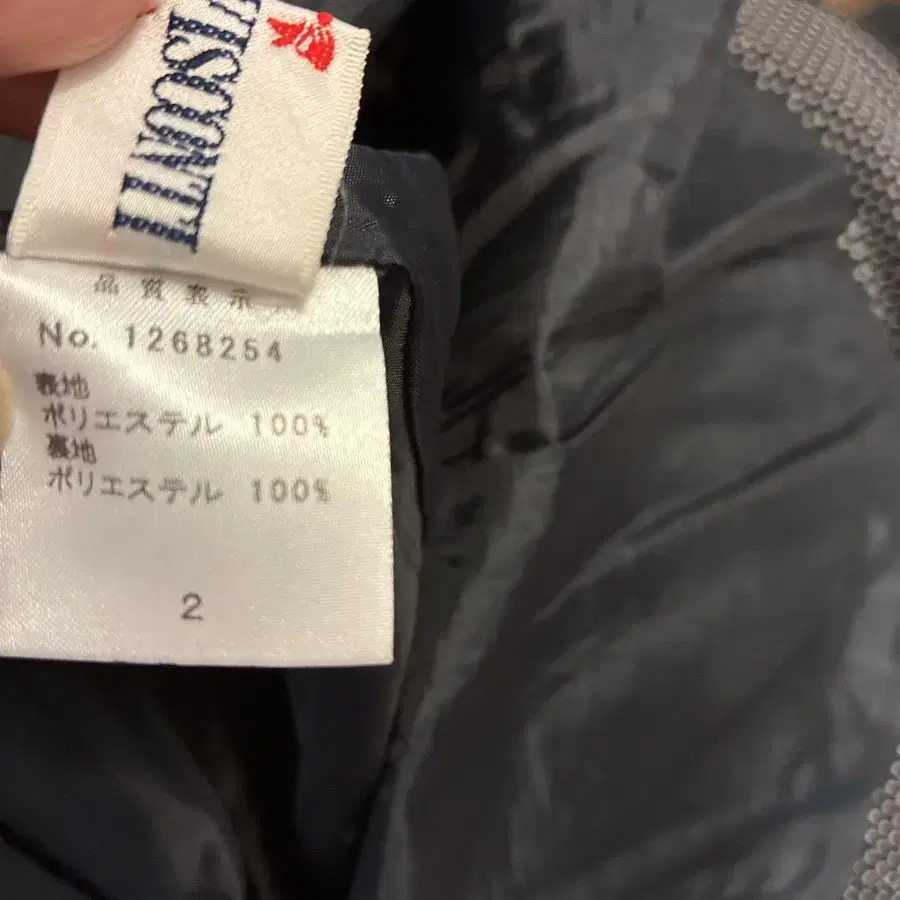 品質表示
No. 1268254
表地
ポリエステル 100%
裏地
ポリエステル 100%
2